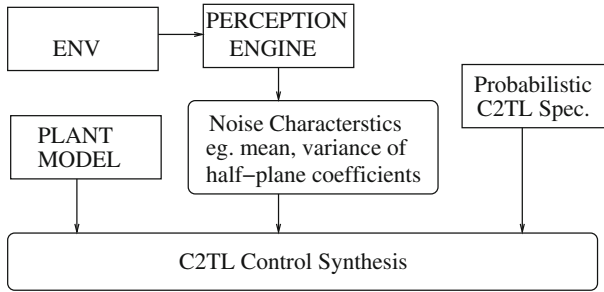 ENV
PERCEPTION
ENGINE
Probabilistic
C2TL Spec.
PLANT
MODEL
Noise Characterstics
eg. mean, variance of
half−plane coefficients
C2TL Control Synthesis